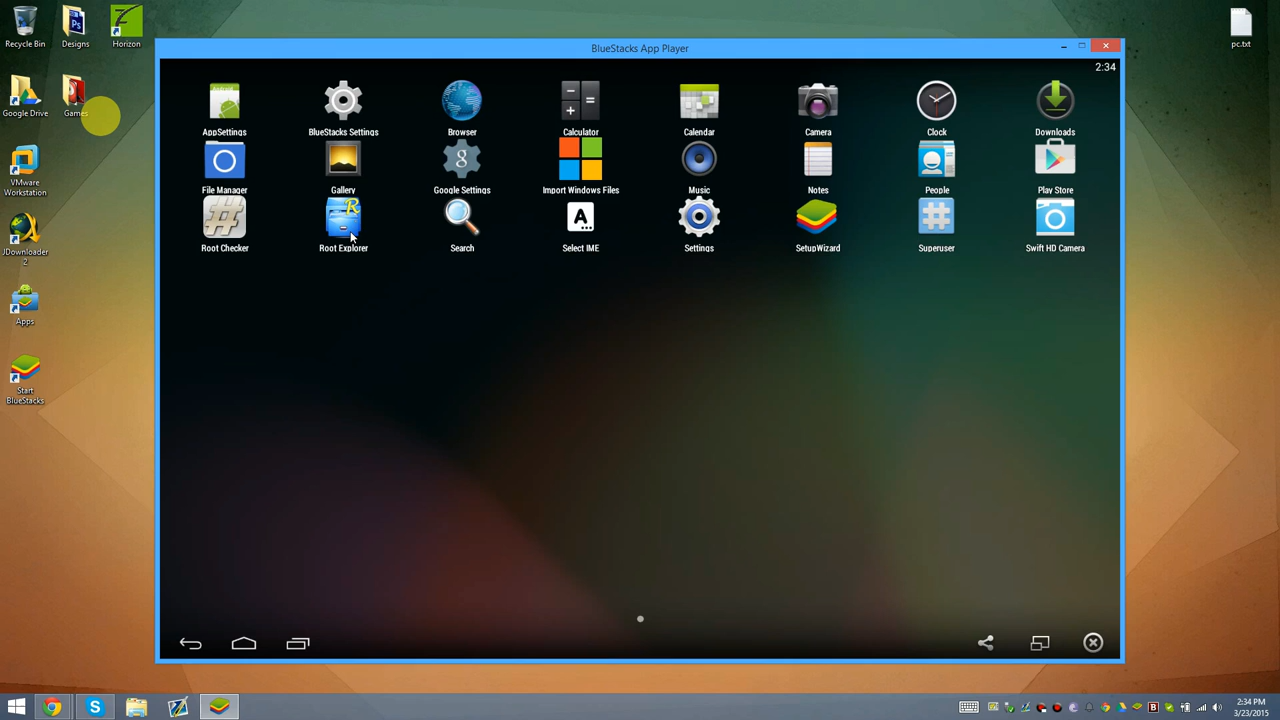 Recycle Bin
Designs
Horizon
pc.txt
Google Drive
Games
VMware
Workstation
JDownloader
2
Apps
Start
BlueStacks
BlueStacks App Player
2:34
AppSettings
BlueStacks Settings
Browser
Calculator
Calendar
Camera
Clock
Downloads
File Manager
Gallery
8
Google Settings
Import Windows Files
Music
Notes
People
Play Store
#
Root Checker
R
Root Explorer
Search
A
Select IME
Settings
SetupWizard
#
Superuser
Swift HD Camera
S
B
2:34 PM
3/23/2015